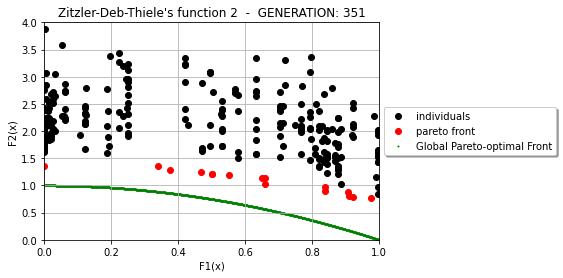 Zitzler-Deb-Thiele's function 2 - GENERATION: 351
4.0
3.5
3.0
2.5
2.0
1.5
1.0
0.5
0.0
F2(x)
individuals
pareto front
Global Pareto-optimal Front
0.0 0.2 0.4 0.6 0.8 1.0
F1(x)